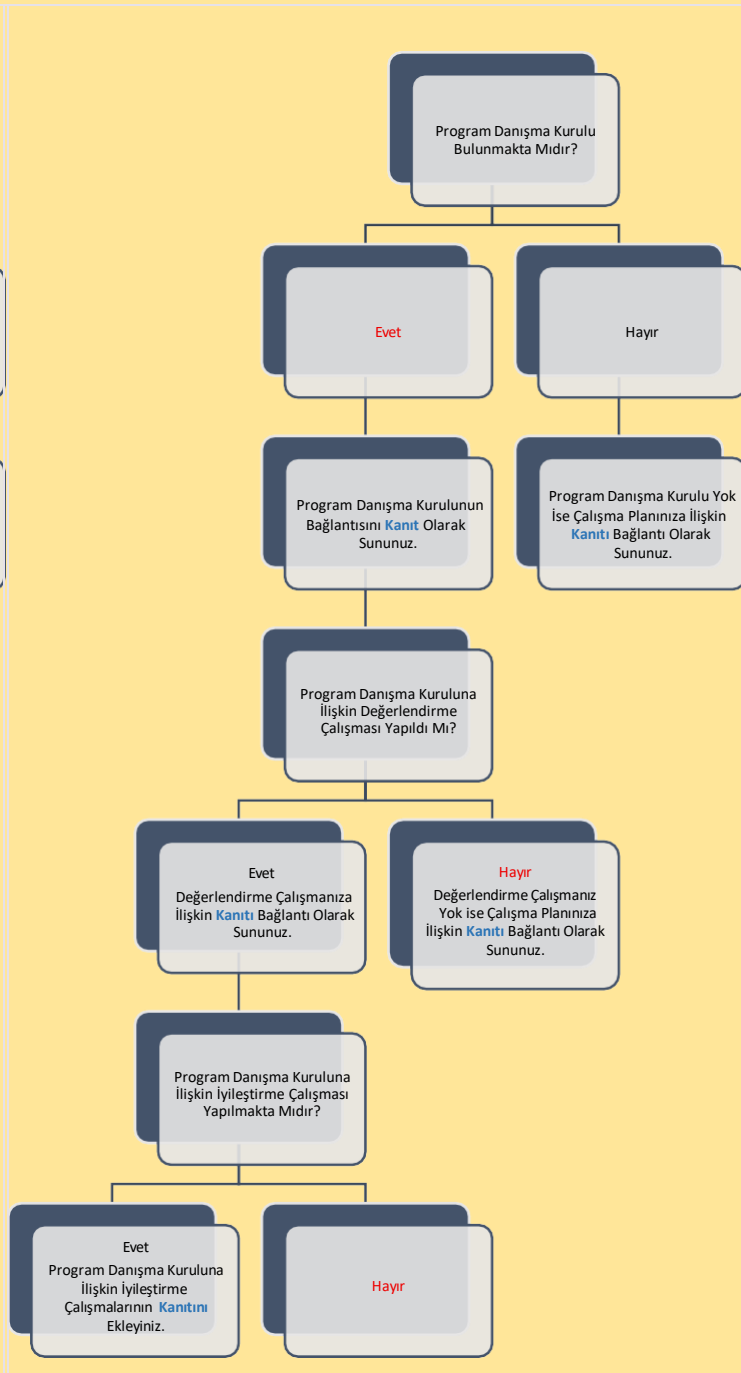 Program Danışma Kurulu
Bulunmakta Mıdır?
Evet
Hayır
Program Danışma Kurulunun
Bağlantısını Kanıt Olarak
Sununuz.
Program Danışma Kurulu Yok
İse Çalışma Planınıza İlişkin
Kanıtı Bağlantı Olarak
Sununuz.
Program Danışma Kuruluna
İlişkin Değerlendirme
Çalışması Yapıldı Mı?
Evet
Değerlendirme Çalışmanıza
İlişkin Kanıtı Bağlantı Olarak
Sununuz.
Hayır
Değerlendirme Çalışmanız
Yok ise Çalışma Planınıza
İlişkin Kanıtı Bağlantı Olarak
Sununuz.
Program Danışma Kuruluna
İlişkin İyileştirme Çalışması
Yapılmakta Mıdır?
Evet
Program Danışma Kuruluna
İlişkin İyileştirme
Çalışmalarının Kanıtını
Ekleyiniz.
Hayır